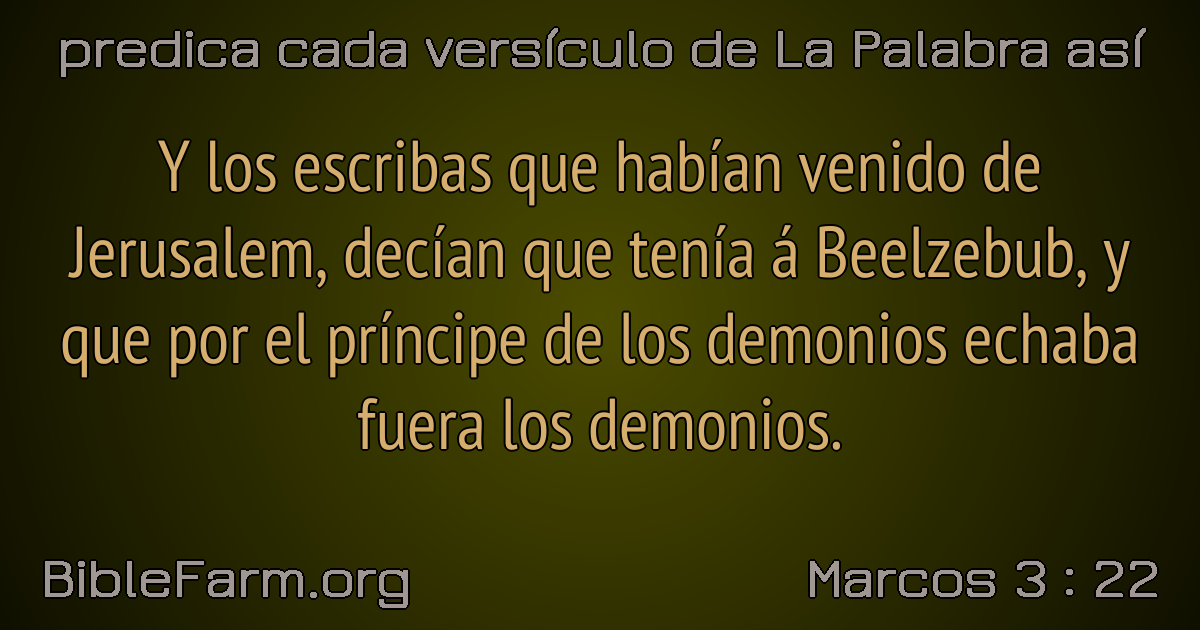 predica cada versículo de La Palabra así
Y los escribas que habían venido de
Jerusalem, decían que tenía á Beelzebub, y
que por el príncipe de los demonios echaba
fuera los demonios.
BibleFarm.org
Marcos 3 : 22